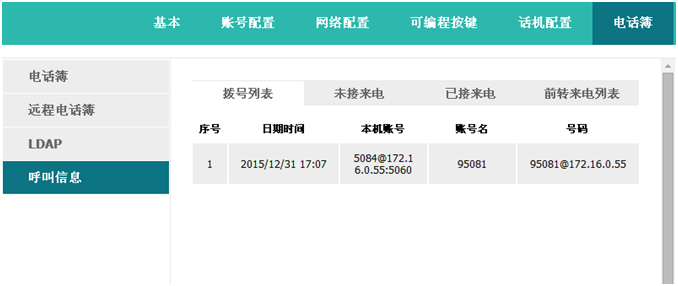 基本 账号配置 网络配置 可编程按键 话机配置 电话簿
电话簿
远程电话簿
LDAP
呼叫信息
拨号列表 未接来电 已接来电 前转来电列表
序号 日期时间 本机账号 账号名 号码
1 2015/12/31 17:07 5084@172.1 95081 95081@172.16.0.55
6.0.55:5060